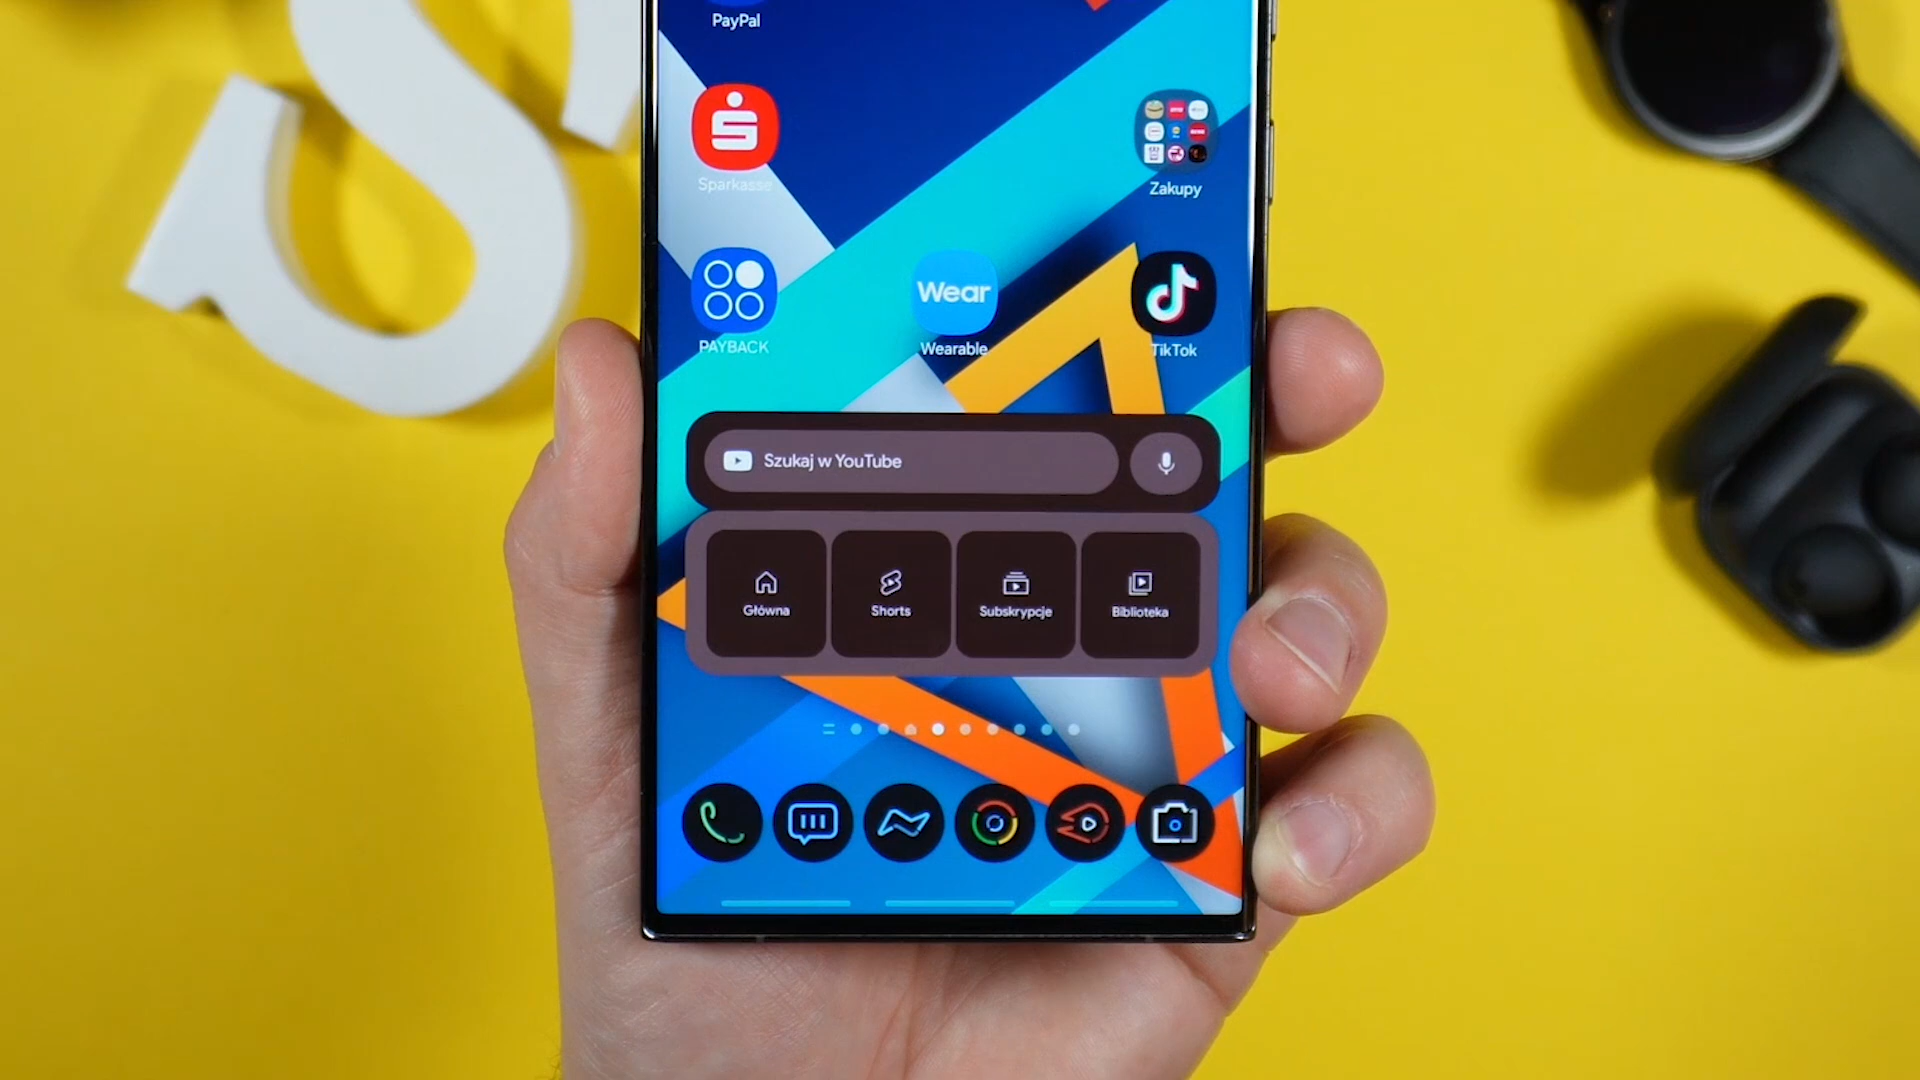 PayPal
Sparkasse
Zakupy
Wear
PAYBACK
Wearable
TikTok
Szukaj w YouTube
Główna
Shorts
Subskrypcje
Biblioteka